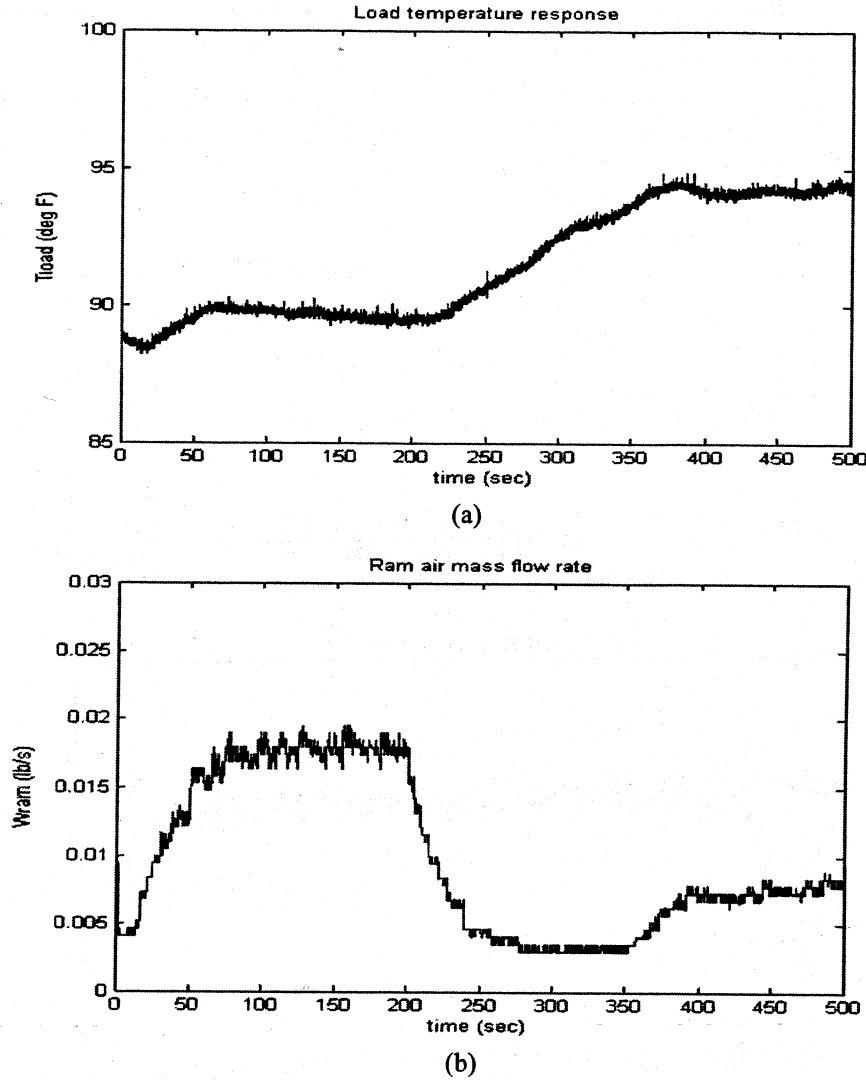 Load temperature response
100
95
90
85
Tload (deg F)
0 50 100 150 200 250 300 350 400 450 500
time (sec)
(a)
Ram air mass flow rate
0.03
0.025
0.02
0.015
0.01
0.005
0
Wram (lb/s)
0 50 100 150 200 250 300 350 400 450 500
time (sec)
(b)